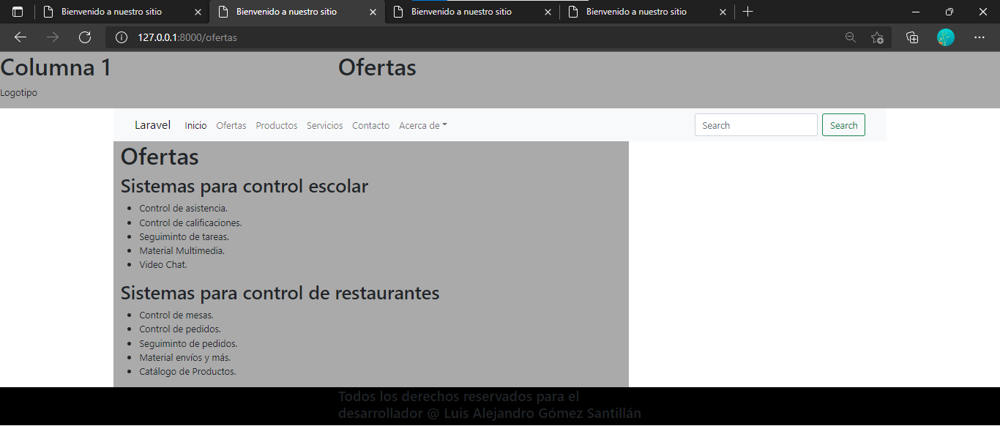 Bienvenido a nuestro sitio
Bienvenido a nuestro sitio
Bienvenido a nuestro sitio
Bienvenido a nuestro sitio
127.0.0.1:8000/ofertas
Columna 1
Ofertas
Logotipo
Laravel Inicio Ofertas Productos Servicios Contacto Acerca de Search Search
Ofertas
Sistemas para control escolar
Control de asistencia.
Control de calificaciones.
Seguiminto de tareas.
Material Multimedia.
Video Chat.
Sistemas para control de restaurantes
Control de mesas.
Control de pedidos.
Seguiminto de pedidos.
Material envíos y más.
Catálogo de Productos.
Todos los derechos reservados para el
desarrollador @ Luis Alejandro Gómez Santillán